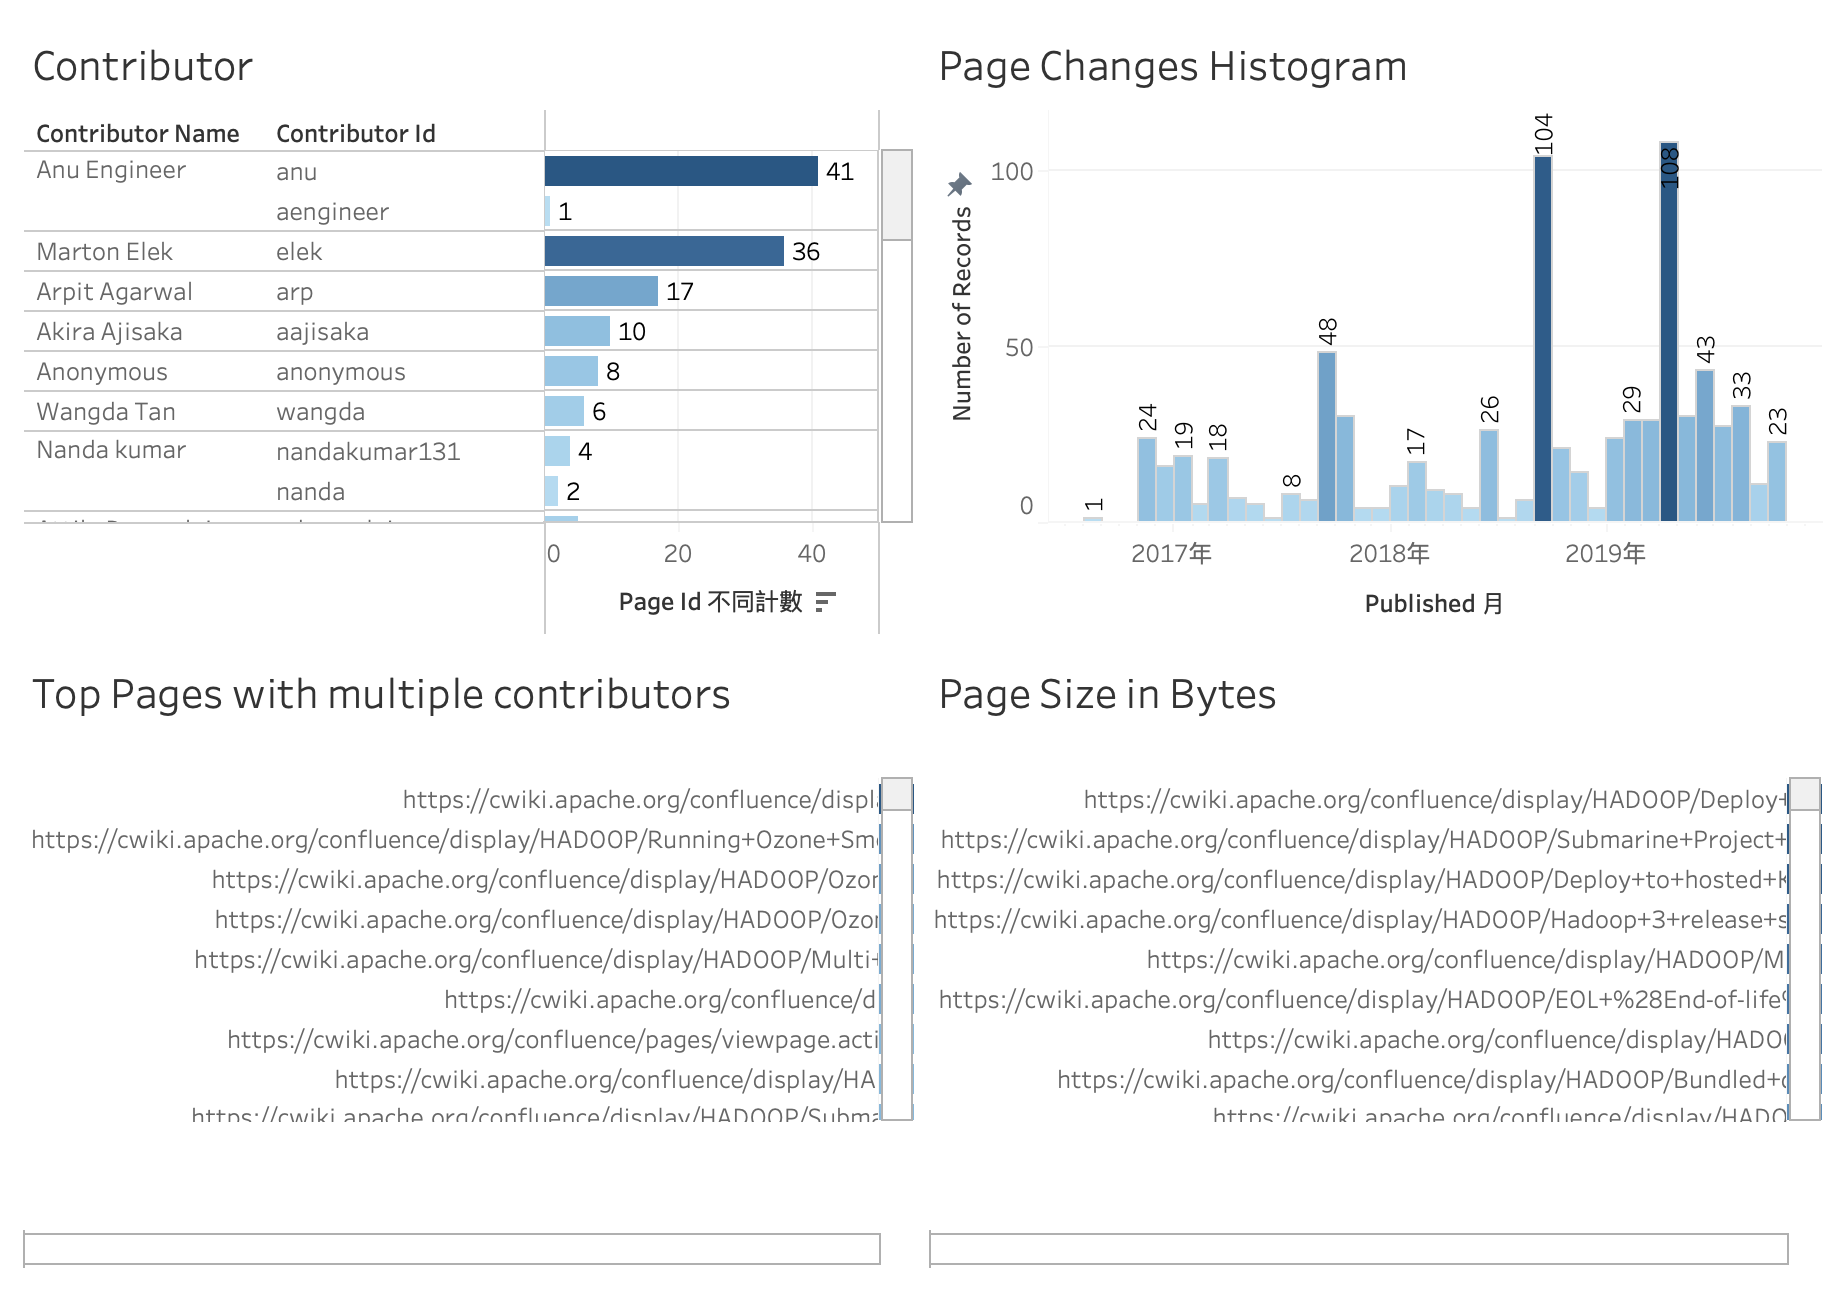 Contributor
Contributor Name Contributor Id
Anu Engineer anu 41
aengineer 1
Marton Elek elek 36
Arpit Agarwal arp 17
Akira Ajisaka aajisaka 10
Anonymous anonymous 8
Wangda Tan wangda 6
Nanda kumar nandakumar131 4
nanda 2
0 20 40
Page Id 不同計數
Page Changes Histogram
Number of Records
100
50
0
1
24
19
18
8
48
17
26
104
29
108
43
33
23
2017年 2018年 2019年
Published 月
Top Pages with multiple contributors
https://cwiki.apache.org/confluence/displ
https://cwiki.apache.org/confluence/display/HADOOP/Running+Ozone+Sm
https://cwiki.apache.org/confluence/display/HADOOP/Ozon
https://cwiki.apache.org/confluence/display/HADOOP/Ozon
https://cwiki.apache.org/confluence/display/HADOOP/Multi+
https://cwiki.apache.org/confluence/d
https://cwiki.apache.org/confluence/pages/viewpage.acti
https://cwiki.apache.org/confluence/display/HA
https://cwiki.apache.org/confluence/display/HADOOP/Subma
Page Size in Bytes
https://cwiki.apache.org/confluence/display/HADOOP/Deploy+
https://cwiki.apache.org/confluence/display/HADOOP/Submarine+Project+
https://cwiki.apache.org/confluence/display/HADOOP/Deploy+to+hosted+K
https://cwiki.apache.org/confluence/display/HADOOP/Hadoop+3+release+s
https://cwiki.apache.org/confluence/display/HADOOP/M
https://cwiki.apache.org/confluence/display/HADOOP/EOL+%28End-of-life%
https://cwiki.apache.org/confluence/display/HADO
https://cwiki.apache.org/confluence/display/HADOOP/Bundled+
https://cwiki.apache.org/confluence/display/HADO